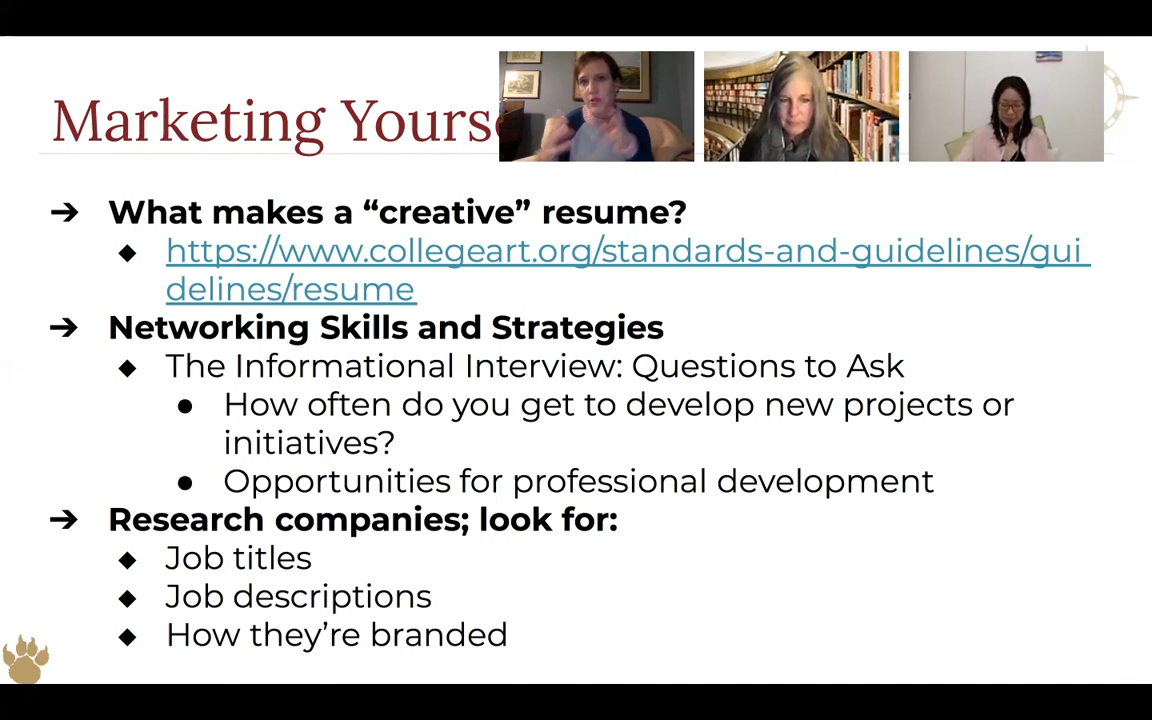 Marketing Yourse
➔ What makes a “creative” resume?
◆ https://www.collegeart.org/standards-and-guidelines/gui
delines/resume
➔ Networking Skills and Strategies
◆ The Informational Interview: Questions to Ask
● How often do you get to develop new projects or
initiatives?
● Opportunities for professional development
➔ Research companies; look for:
◆ Job titles
◆ Job descriptions
◆ How they’re branded